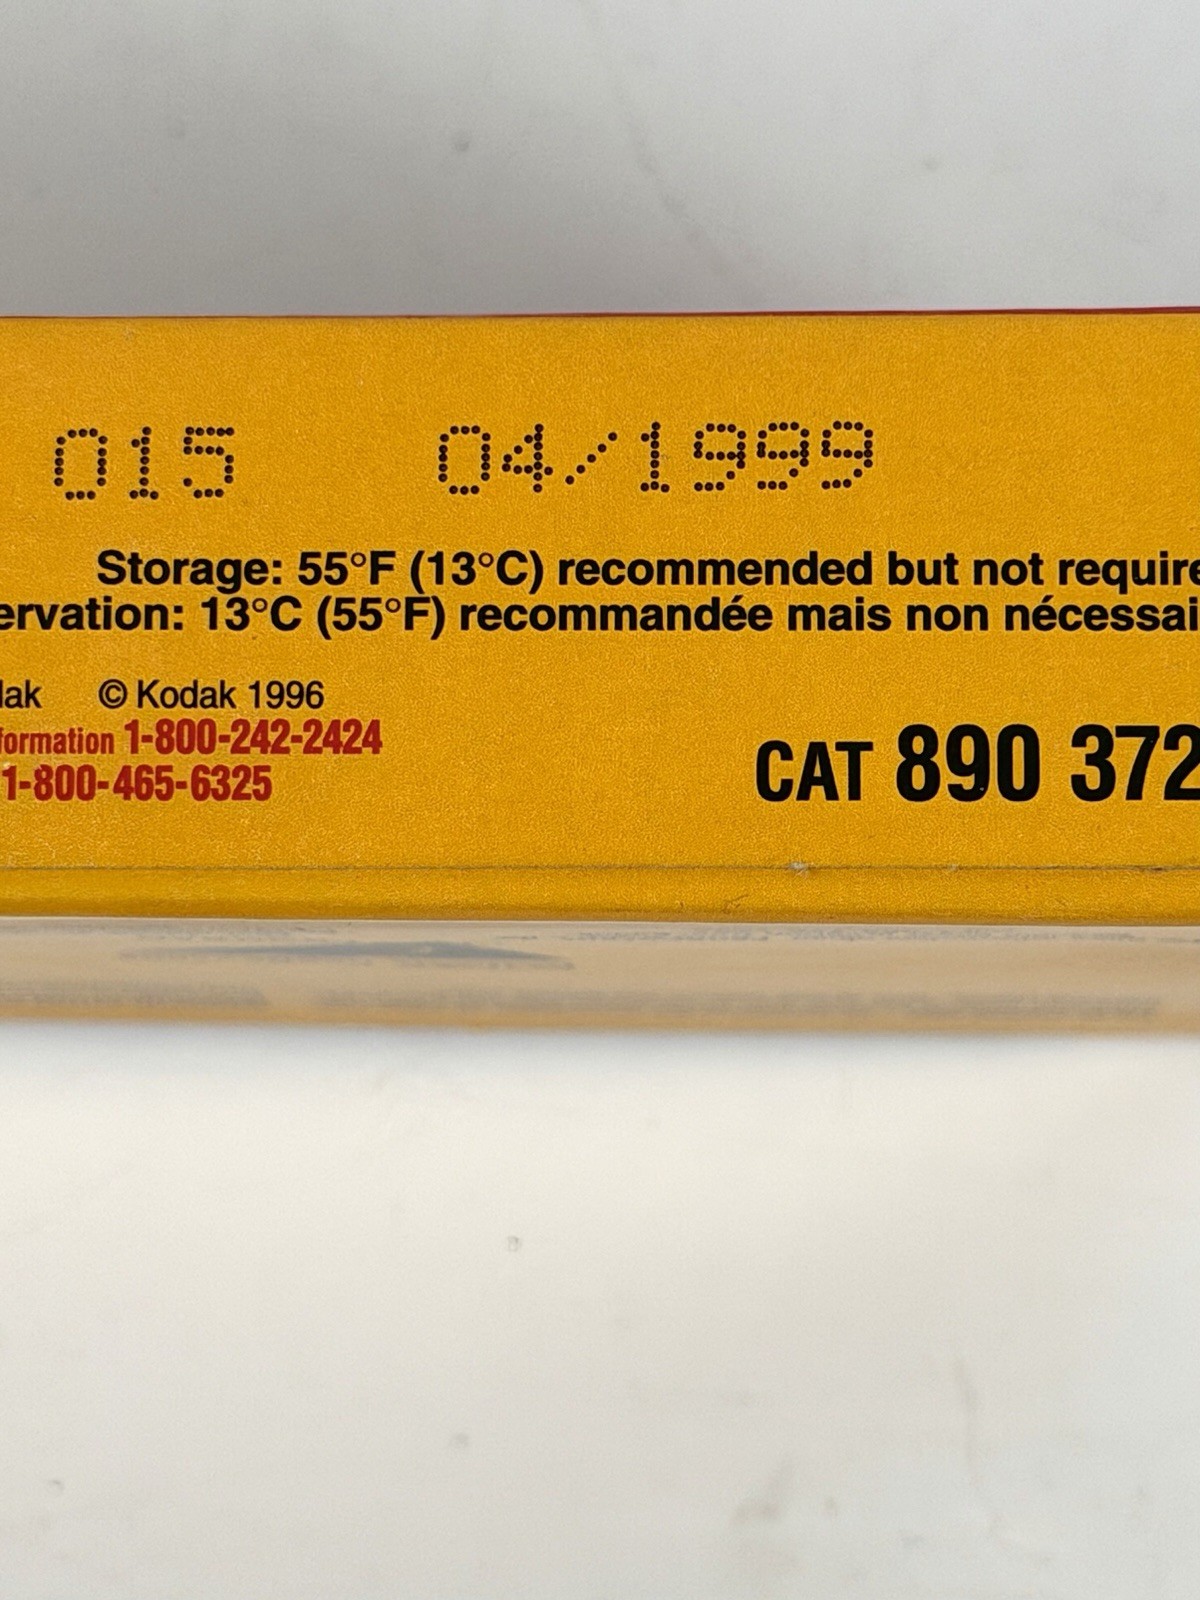 015 04/1999
Storage: 55°F (13°C) recommended but not require
ervation: 13°C (55°F) recommandée mais non nécessai
lak © Kodak 1996
formation 1-800-242-2424
1-800-465-6325
CAT 890 372